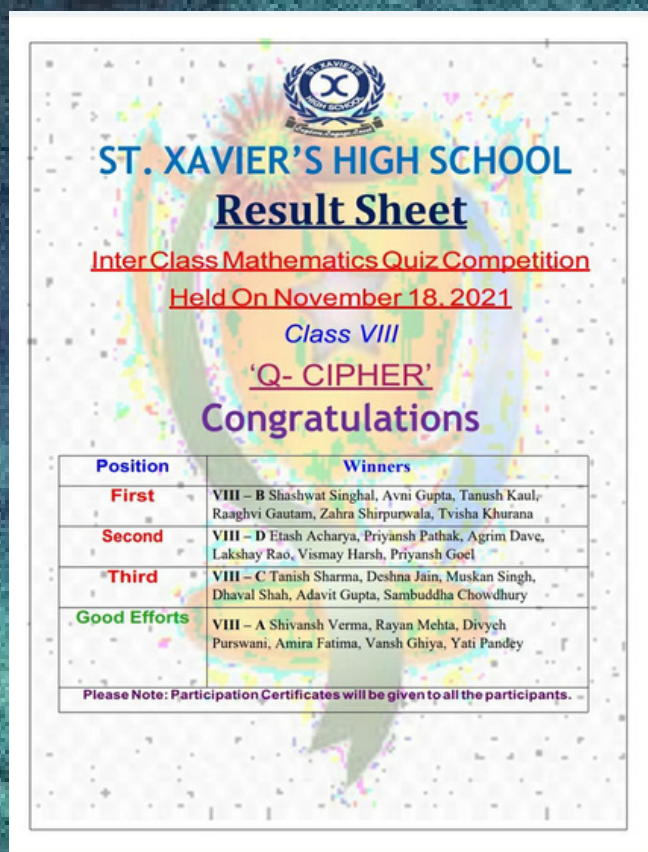 ST. XAVIER'S
HIGH SCHOOL
ST. XAVIER'S HIGH SCHOOL
Result Sheet
Inter Class Mathematics Quiz Competition
Held On November 18, 2021
Class VIII
‘Q- CIPHER’
Congratulations
Position Winners
First VIII – B Shashwat Singhal, Avni Gupta, Tanush Kaul,
Raaghvi Gautam, Zahra Shirpurwala, Tvisha Khurana
Second VIII – D Etash Acharya, Priyansh Pathak, Agrim Dave,
Lakshay Rao, Vismay Harsh, Priyansh Goel
Third VIII – C Tanish Sharma, Deshna Jain, Muskan Singh,
Dhaval Shah, Adavit Gupta, Sambuddha Chowdhury
Good Efforts VIII – A Shivansh Verma, Rayan Mehta, Divyeh
Purswani, Amira Fatima, Vansh Ghiya, Yati Pandey
Please Note: Participation Certificates will be given to all the participants.